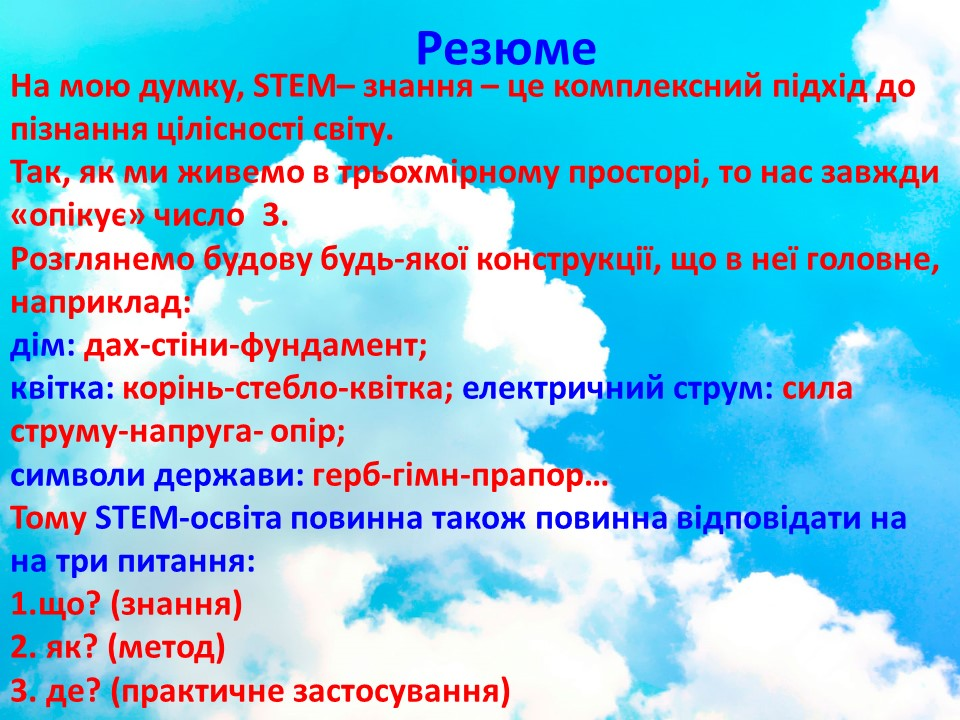 Резюме
На мою думку, STEM– знання – це комплексний підхід до
пізнання цілісності світу.
Так, як ми живемо в трьохмірному просторі, то нас завжди
«опікує» число 3.
Розглянемо будову будь-якої конструкції, що в неї головне,
наприклад:
дім: дах-стіни-фундамент;
квітка: корінь-стебло-квітка; електричний струм: сила
струму-напруга- опір;
символи держави: герб-гімн-прапор...
Тому STEM-освіта повинна також повинна відповідати на
на три питання:
1.що? (знання)
2. як? (метод)
3. де? (практичне застосування)